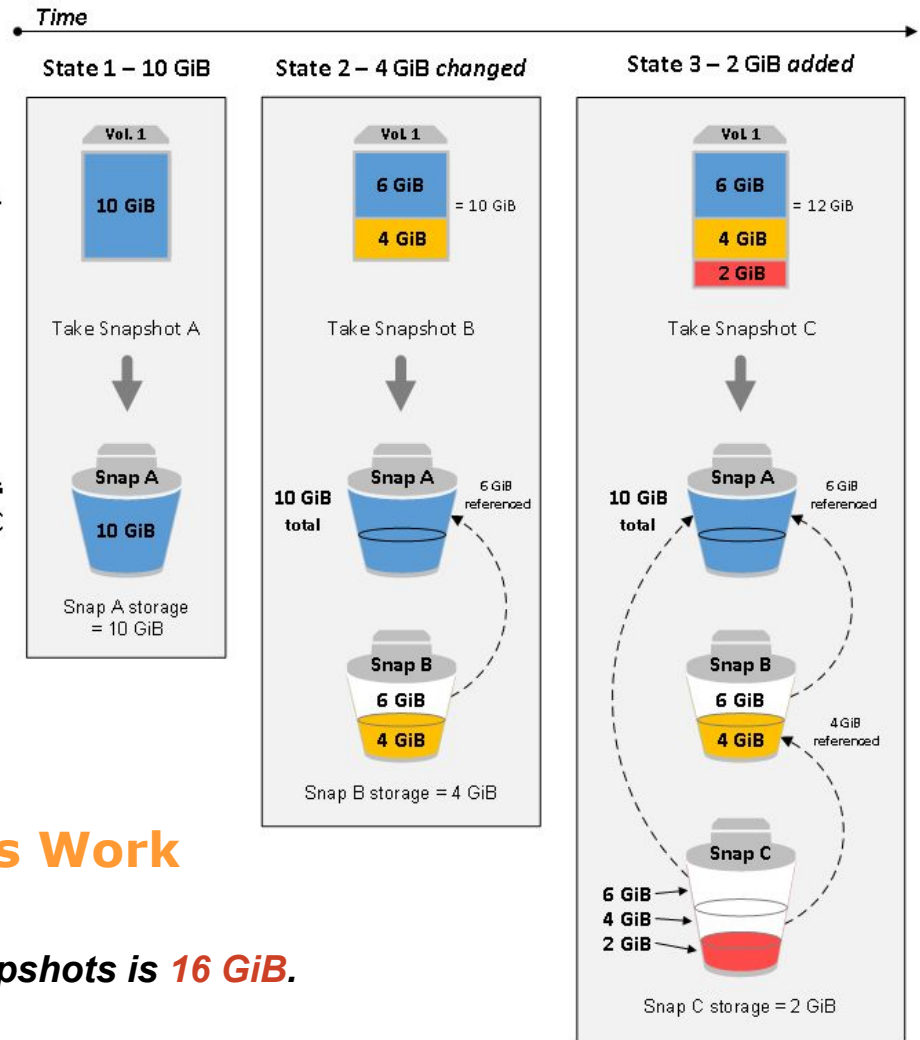 Time
State 1 – 10 GiB
Vol. 1
10 GiB
Take Snapshot A
Snap A
10 GiB
Snap A storage
= 10 GiB
State 2 – 4 GiB changed
Vol. 1
6 GiB
= 10 GiB
4 GiB
Take Snapshot B
Snap A
10 GiB
total
6 GiB
referenced
Snap B
6 GiB
4 GiB
Snap B storage = 4 GiB
State 3 – 2 GiB added
Vol. 1
6 GiB
= 12 GiB
4 GiB
2 GiB
Take Snapshot C
Snap A
10 GiB
total
6 GiB
referenced
Snap B
6 GiB
4 GiB
4 GiB
referenced
Snap C
6 GiB
4 GiB
2 GiB
Snap C storage = 2 GiB
s Work
pshots is 16 GiB.